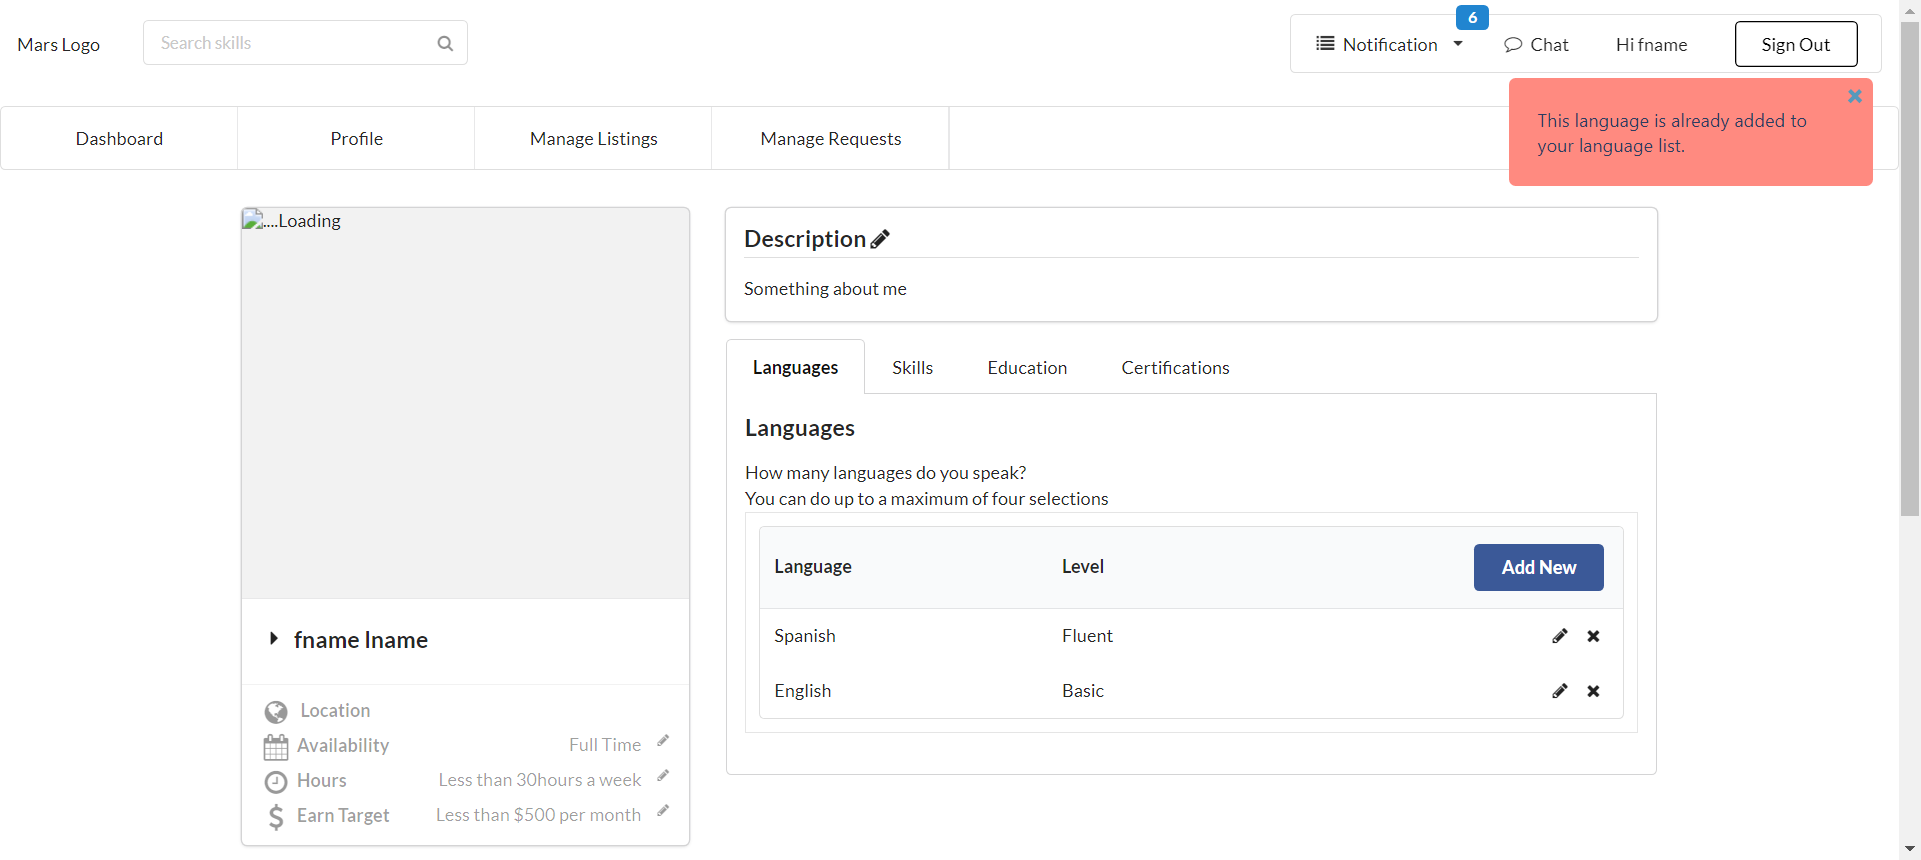 Mars Logo
Search skills
6
Notification
Chat
Hi fname
Sign Out
This language is already added to
your language list.
Dashboard
Profile
Manage Listings
Manage Requests
....Loading
fname lname
Location
Availability
Full Time
Hours
Less than 30hours a week
Earn Target
Less than $500 per month
Description
Something about me
Languages
Skills
Education
Certifications
Languages
How many languages do you speak?
You can do up to a maximum of four selections
Language
Level
Add New
Spanish
Fluent
English
Basic